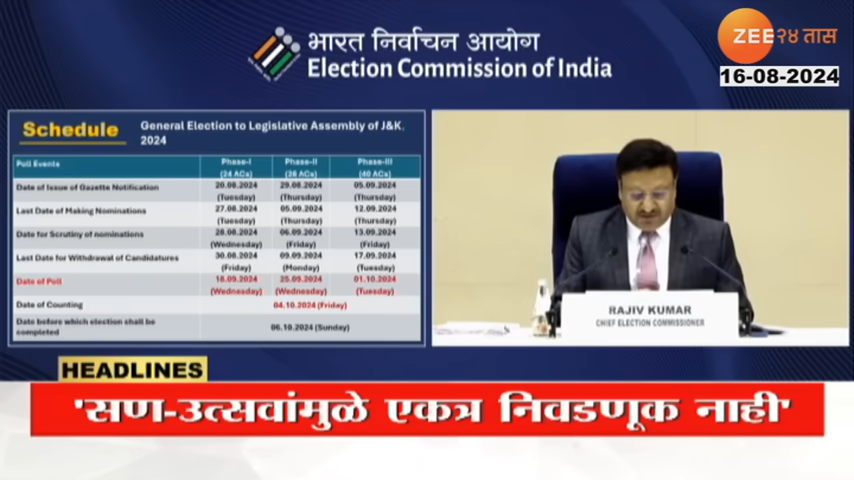 भारत निर्वाचन आयोग
Election Commission of India
ZEE २४ तास
16-08-2024
Schedule
General Election to Legislative Assembly of J&K, 2024
Poll Events Phase-I (24 ACs) Phase-II (26 ACs) Phase-III (40 ACs)
Date of Issue of Gazette Notification 20.08.2024 (Tuesday) 29.08.2024 (Thursday) 05.09.2024 (Thursday)
Last Date of Making Nominations 27.08.2024 (Tuesday) 05.09.2024 (Thursday) 12.09.2024 (Thursday)
Date for Scrutiny of nominations 28.08.2024 (Wednesday) 06.09.2024 (Friday) 13.09.2024 (Friday)
Last Date for Withdrawal of Candidatures 30.08.2024 (Friday) 09.09.2024 (Monday) 17.09.2024 (Tuesday)
Date of Poll 18.09.2024 (Wednesday) 25.09.2024 (Wednesday) 01.10.2024 (Tuesday)
Date of Counting 04.10.2024 (Friday)
Date before which election shall be completed 06.10.2024 (Sunday)
RAJIV KUMAR
CHIEF ELECTION COMMISSIONER
HEADLINES
'सण-उत्सवांमुळे एकत्र निवडणूक नाही'